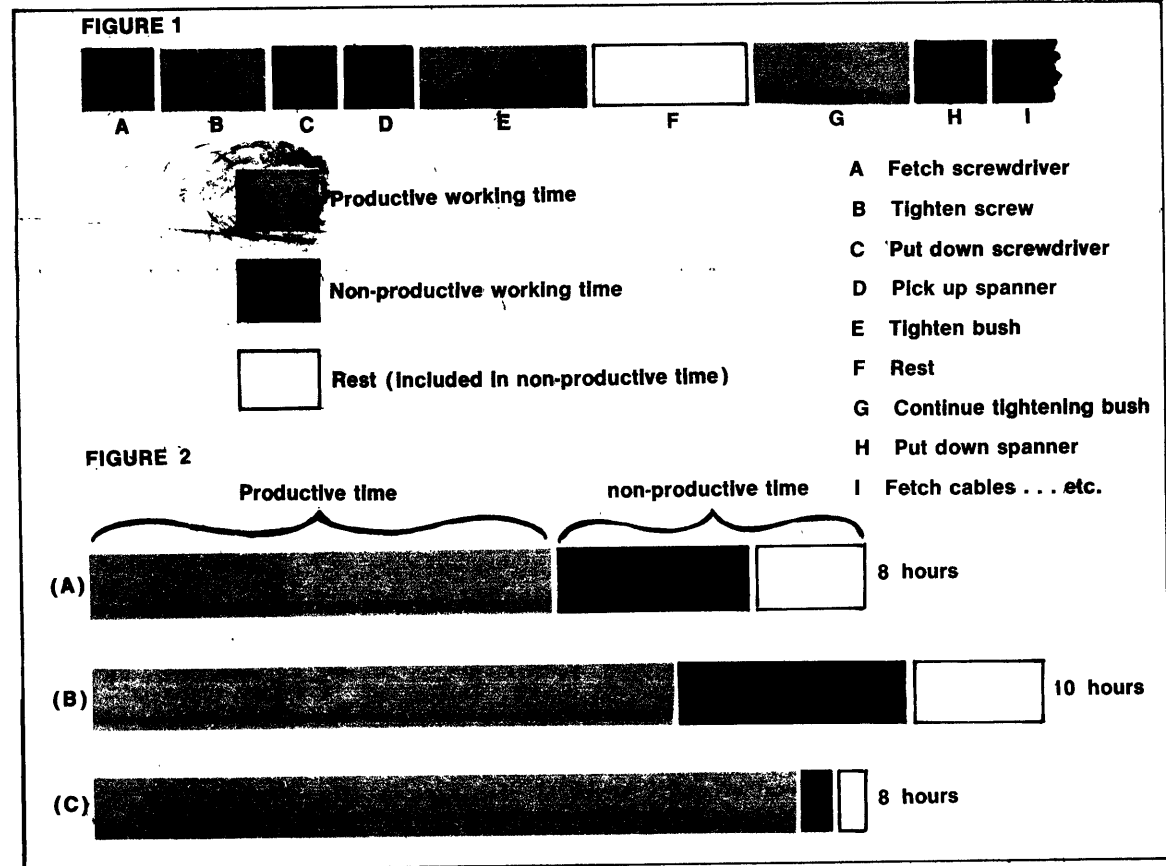 FIGURE 1
A B C D E F G H I
Productive working time
Non-productive working time
Rest (included in non-productive time)
A Fetch screwdriver
B Tighten screw
C Put down screwdriver
D Pick up spanner
E Tighten bush
F Rest
G Continue tightening bush
H Put down spanner
I Fetch cables . . . etc.
FIGURE 2
Productive time non-productive time
(A) 8 hours
(B) 10 hours
(C) 8 hours